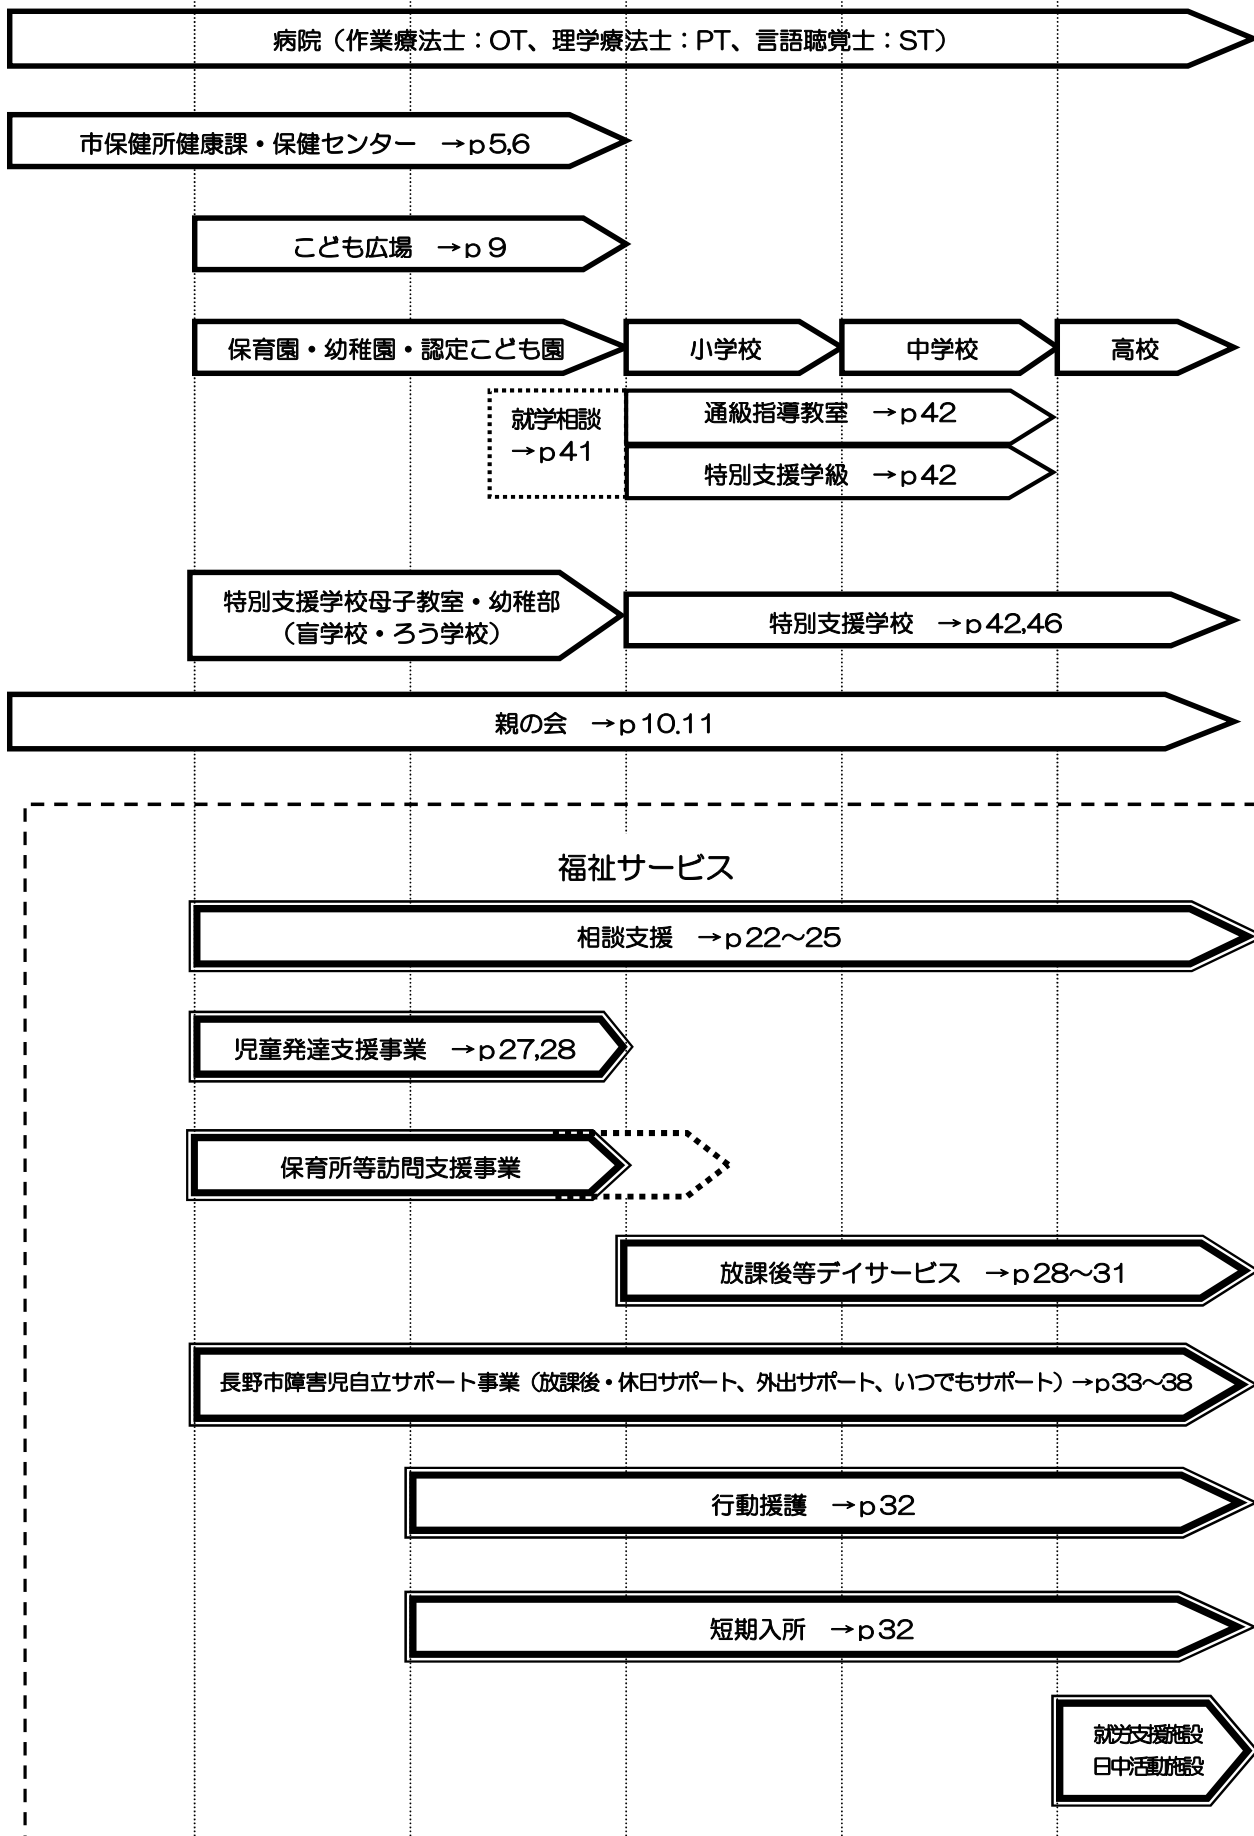 病院（作業療法士：OT、理学療法士：PT、言語聴覚士：ST）
市保健所健康課・保健センター　→p5,6
こども広場　→p 9
保育園・幼稚園・認定こども園
小学校
中学校
高校
就学相談
→p41
通級指導教室　→p42
特別支援学級　→p42
特別支援学校母子教室・幼稚部
（盲学校・ろう学校）
特別支援学校　→p42,46
親の会　→p10.11
福祉サービス
相談支援　→p22～25
児童発達支援事業　→p27,28
保育所等訪問支援事業
放課後等デイサービス　→p28～31
長野市障害児自立サポート事業（放課後・休日サポート、外出サポート、いつでもサポート）→p33～38
行動援護　→p32
短期入所　→p32
就労支援施設
日中活動施設